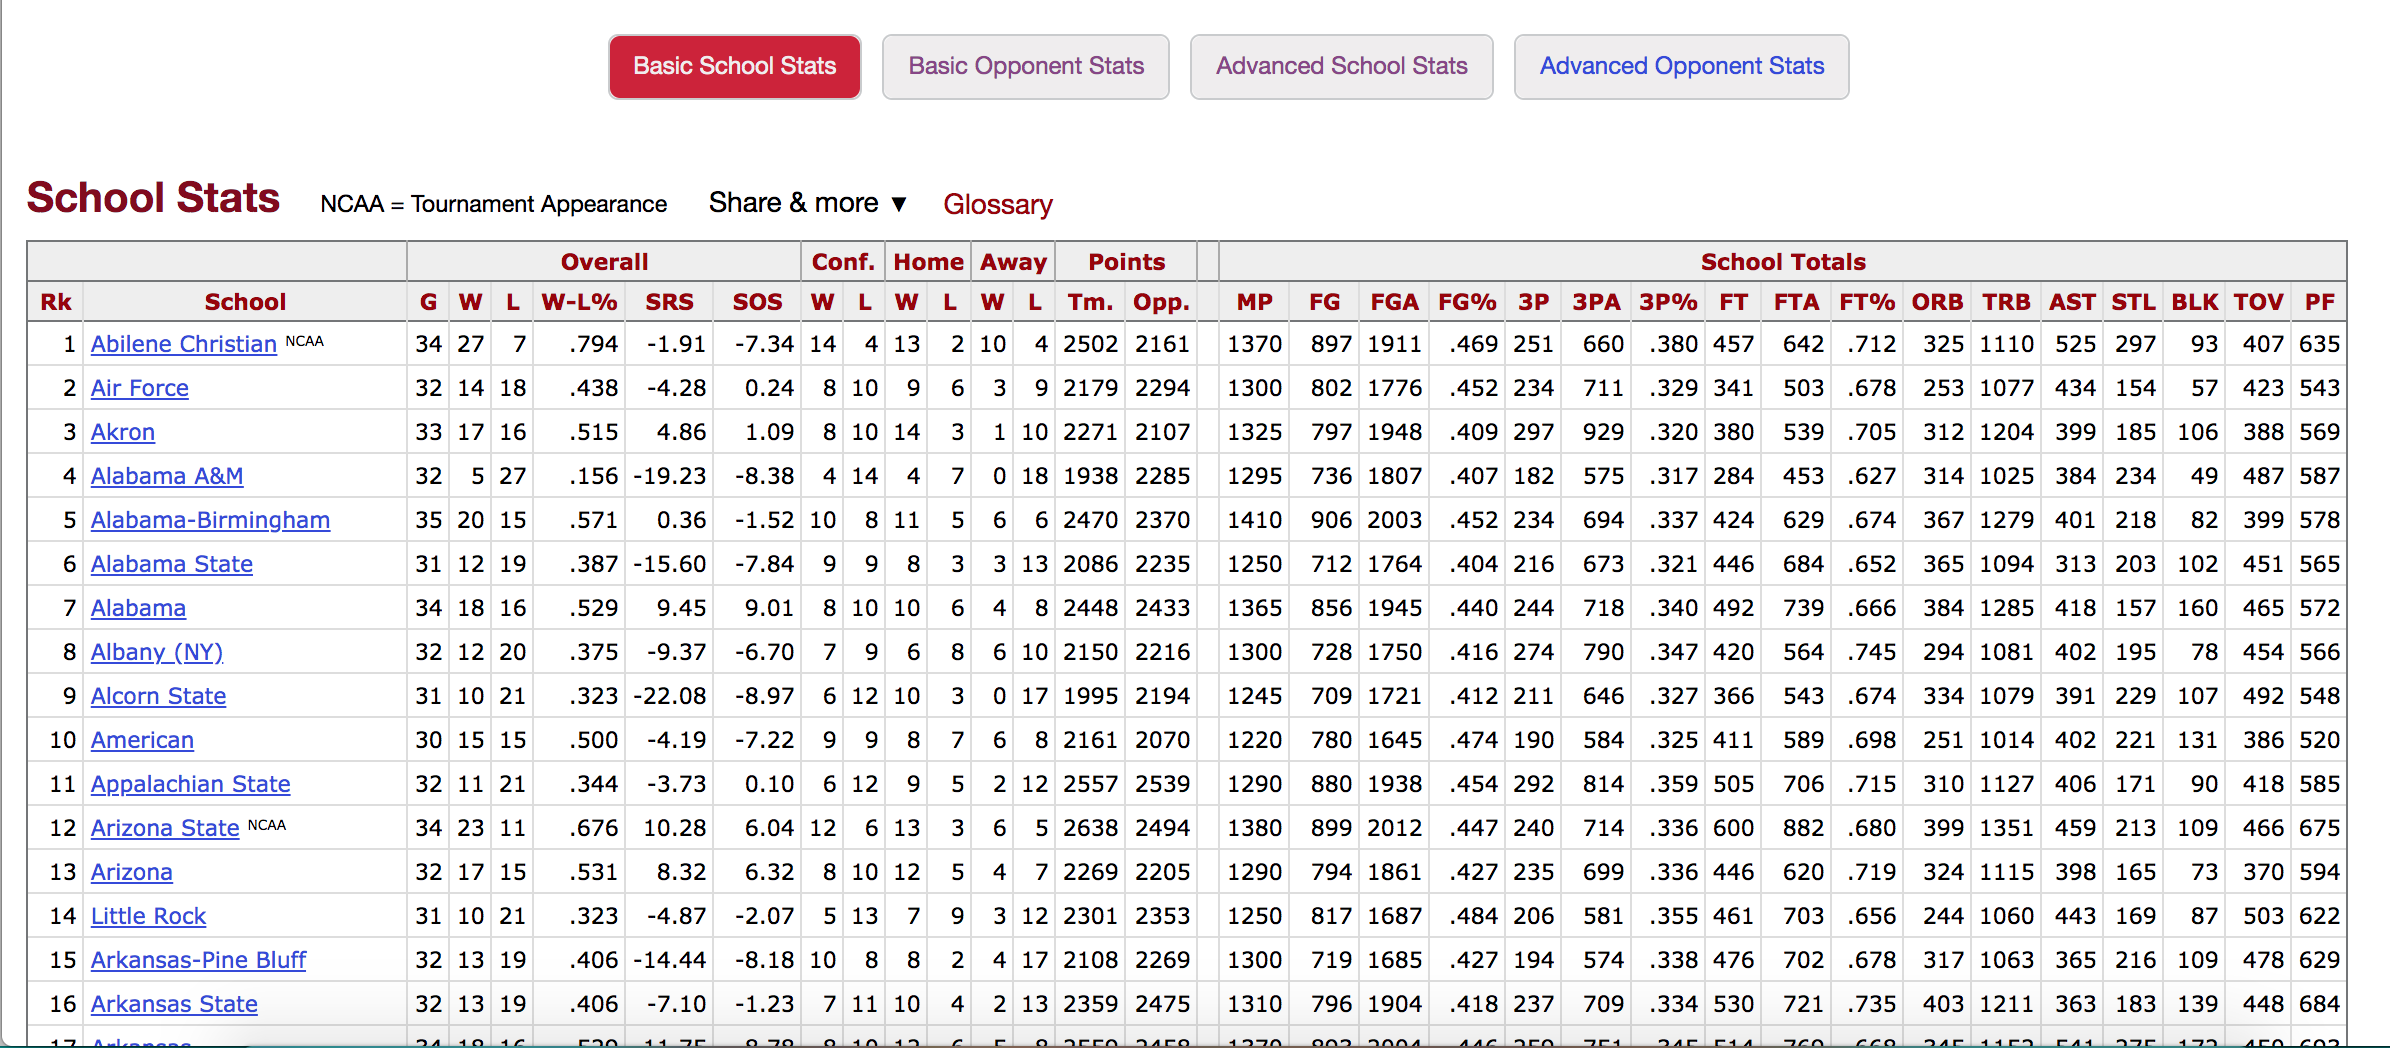 Basic School Stats Basic Opponent Stats Advanced School Stats Advanced Opponent Stats
School Stats NCAA = Tournament Appearance Share & more ▼ Glossary
Overall Conf. Home Away Points School Totals
Rk School G W L W-L% SRS SOS W L W L W L Tm. Opp. MP FG FGA FG% 3P 3PA 3P% FT FTA FT% ORB TRB AST STL BLK TOV PF
1 Abilene Christian NCAA 34 27 7 .794 -1.91 -7.34 14 4 13 2 10 4 2502 2161 1370 897 1911 .469 251 660 .380 457 642 .712 325 1110 525 297 93 407 635
2 Air Force 32 14 18 .438 -4.28 0.24 8 10 9 6 3 9 2179 2294 1300 802 1776 .452 234 711 .329 341 503 .678 253 1077 434 154 57 423 543
3 Akron 33 17 16 .515 4.86 1.09 8 10 14 3 1 10 2271 2107 1325 797 1948 .409 297 929 .320 380 539 .705 312 1204 399 185 106 388 569
4 Alabama A&M 32 5 27 .156 -19.23 -8.38 4 14 4 7 0 18 1938 2285 1295 736 1807 .407 182 575 .317 284 453 .627 314 1025 384 234 49 487 587
5 Alabama-Birmingham 35 20 15 .571 0.36 -1.52 10 8 11 5 6 6 2470 2370 1410 906 2003 .452 234 694 .337 424 629 .674 367 1279 401 218 82 399 578
6 Alabama State 31 12 19 .387 -15.60 -7.84 9 9 8 3 3 13 2086 2235 1250 712 1764 .404 216 673 .321 446 684 .652 365 1094 313 203 102 451 565
7 Alabama 34 18 16 .529 9.45 9.01 8 10 10 6 4 8 2448 2433 1365 856 1945 .440 244 718 .340 492 739 .666 384 1285 418 157 160 465 572
8 Albany (NY) 32 12 20 .375 -9.37 -6.70 7 9 6 8 6 10 2150 2216 1300 728 1750 .416 274 790 .347 420 564 .745 294 1081 402 195 78 454 566
9 Alcorn State 31 10 21 .323 -22.08 -8.97 6 12 10 3 0 17 1995 2194 1245 709 1721 .412 211 646 .327 366 543 .674 334 1079 391 229 107 492 548
10 American 30 15 15 .500 -4.19 -7.22 9 9 8 7 6 8 2161 2070 1220 780 1645 .474 190 584 .325 411 589 .698 251 1014 402 221 131 386 520
11 Appalachian State 32 11 21 .344 -3.73 0.10 6 12 9 5 2 12 2557 2539 1290 880 1938 .454 292 814 .359 505 706 .715 310 1127 406 171 90 418 585
12 Arizona State NCAA 34 23 11 .676 10.28 6.04 12 6 13 3 6 5 2638 2494 1380 899 2012 .447 240 714 .336 600 882 .680 399 1351 459 213 109 466 675
13 Arizona 32 17 15 .531 8.32 6.32 8 10 12 5 4 7 2269 2205 1290 794 1861 .427 235 699 .336 446 620 .719 324 1115 398 165 73 370 594
14 Little Rock 31 10 21 .323 -4.87 -2.07 5 13 7 9 3 12 2301 2353 1250 817 1687 .484 206 581 .355 461 703 .656 244 1060 443 169 87 503 622
15 Arkansas-Pine Bluff 32 13 19 .406 -14.44 -8.18 10 8 8 2 4 17 2108 2269 1300 719 1685 .427 194 574 .338 476 702 .678 317 1063 365 216 109 478 629
16 Arkansas State 32 13 19 .406 -7.10 -1.23 7 11 10 4 2 13 2359 2475 1310 796 1904 .418 237 709 .334 530 721 .735 403 1211 363 183 139 448 684
17 Arkansas